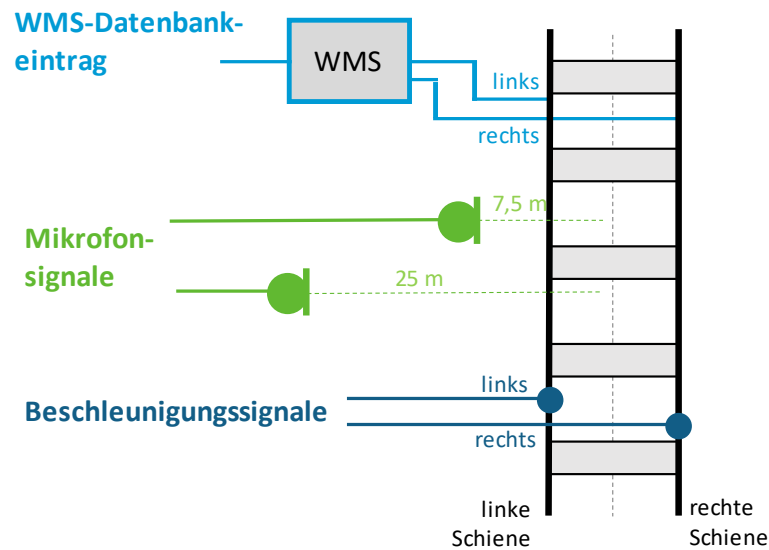 WMS-Datenbank-
eintrag
WMS
links
rechts
7,5 m
Mikrofon-
signale
25 m
links
Beschleunigungssignale
rechts
linke
Schiene
rechte
Schiene